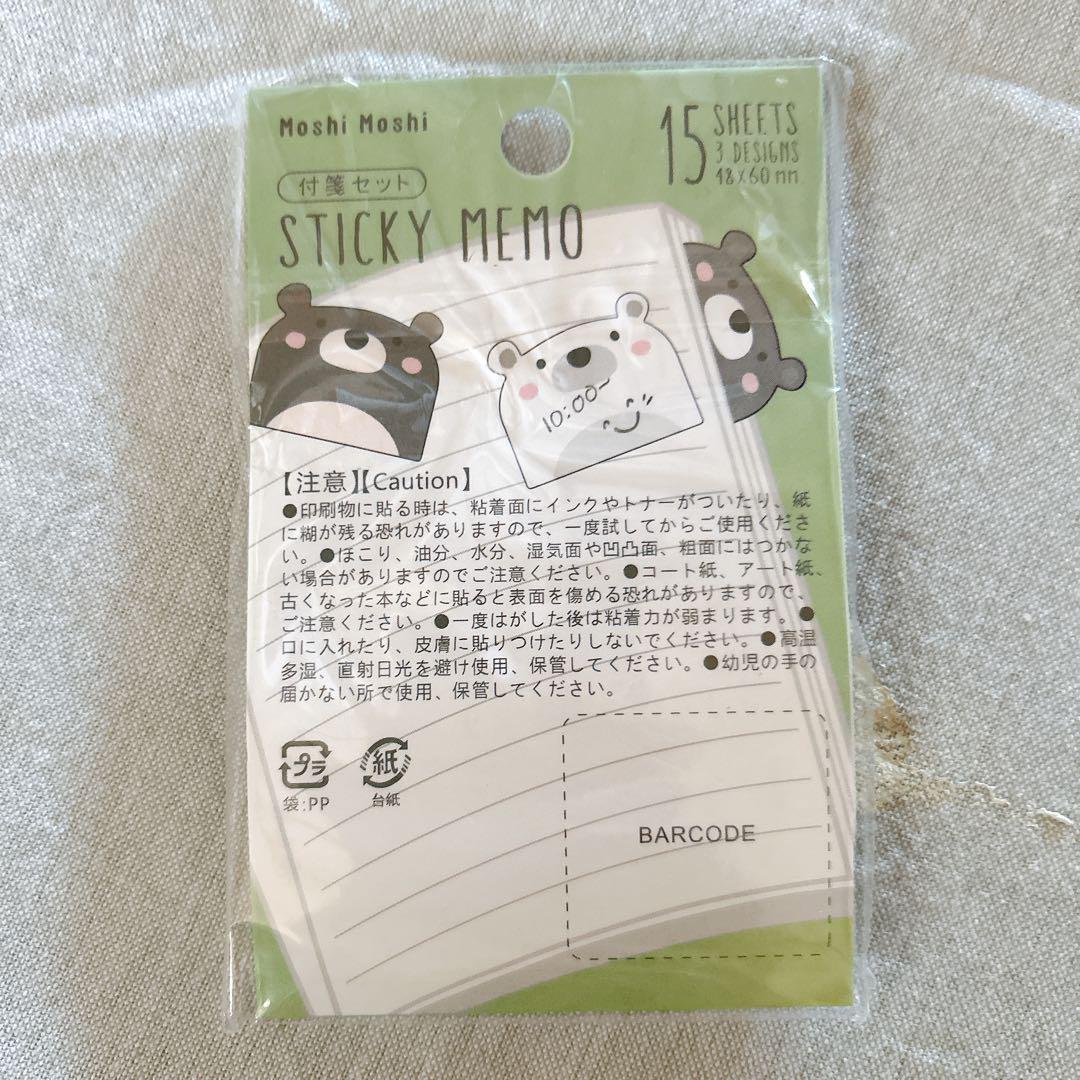 Moshi Moshi
15 SHEETS
3 DESIGNS
48×60mm
付箋セット
STICKY MEMO
10:00~
【注意】【Caution】
●印刷物に貼る時は、粘着面にインクやトナーがついたり、紙
に糊が残る恐れがありますので、一度試してからご使用くださ
い。●ほこり、油分、水分、湿気面や凹凸面、粗面にはつかな
い場合がありますのでご注意ください。●コート紙、アート紙、
古くなった本などに貼ると表面を傷める恐れがありますので、
ご注意ください。●一度はがした後は粘着力が弱まります。●
口に入れたり、皮膚に貼りつけたりしないでください。●高温
多湿、直射日光を避け使用、保管してください。●幼児の手の
届かない所で使用、保管してください。
プラ
紙
袋:PP
台紙
BARCODE